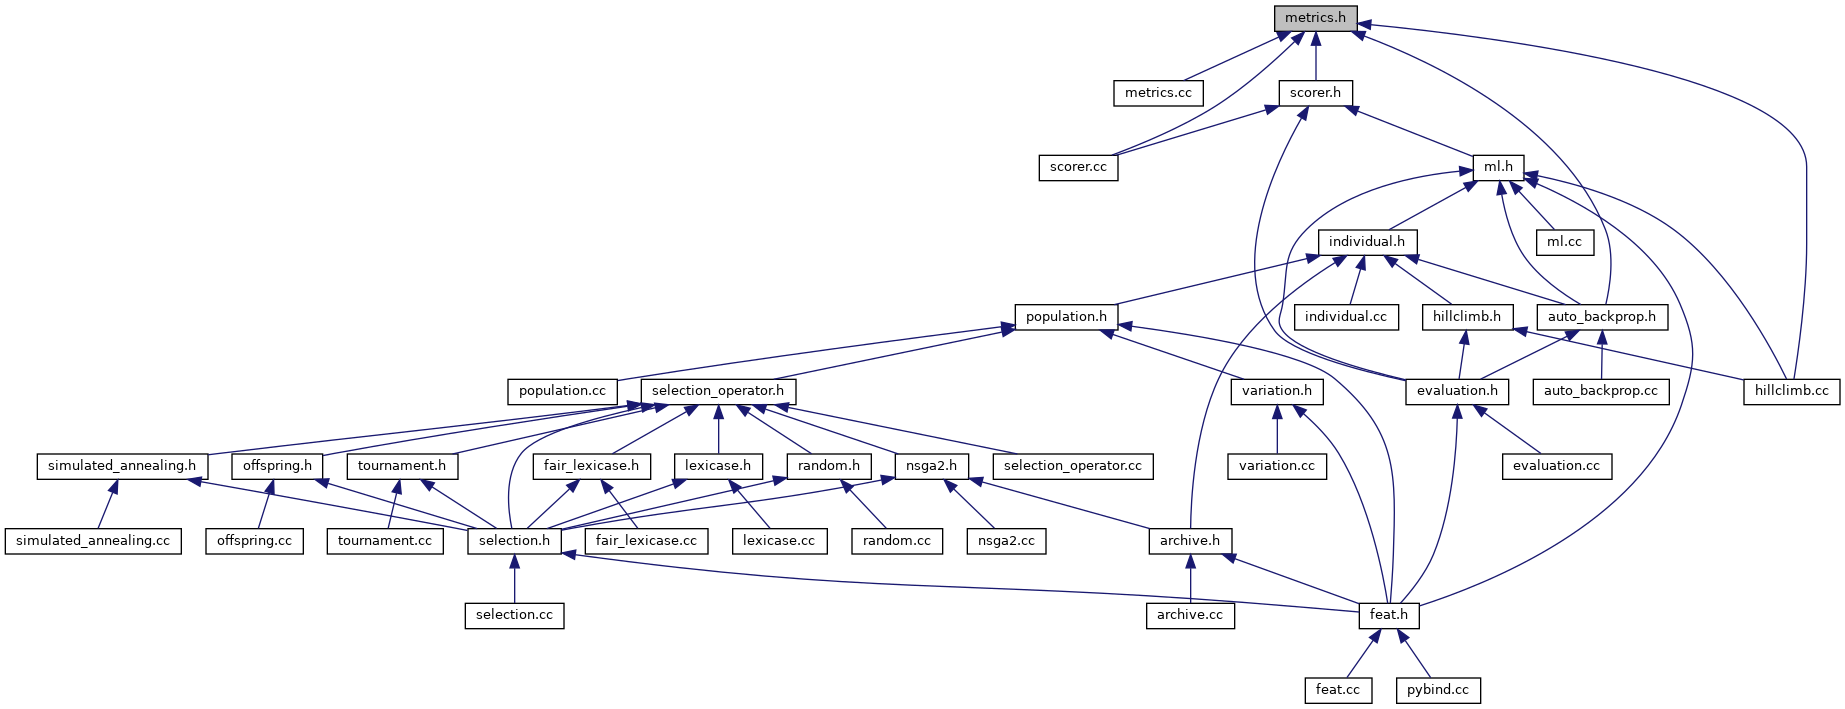 metrics.h
metrics.cc
scorer.h
scorer.cc
ml.h
individual.h
ml.cc
population.h
individual.cc
hillclimb.h
auto_backprop.h
population.cc
selection_operator.h
variation.h
evaluation.h
auto_backprop.cc
hillclimb.cc
simulated_annealing.h
offspring.h
tournament.h
fair_lexicase.h
lexicase.h
random.h
nsga2.h
selection_operator.cc
variation.cc
evaluation.cc
simulated_annealing.cc
offspring.cc
tournament.cc
selection.h
fair_lexicase.cc
lexicase.cc
random.cc
nsga2.cc
archive.h
selection.cc
archive.cc
feat.h
feat.cc
pybind.cc